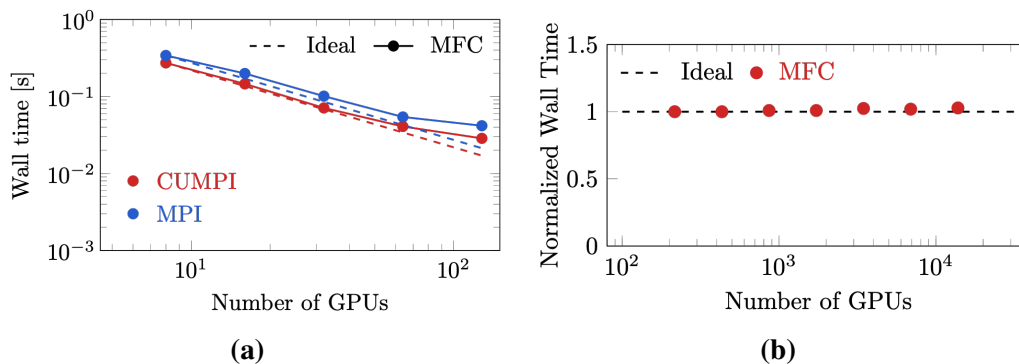 10^0
10^-1
10^-2
10^-3
Wall time [s]
Ideal MFC
CUMPI
MPI
10^1 10^2
Number of GPUs
(a)
1.5
1
0.5
0
Normalized Wall Time
Ideal MFC
10^2 10^3 10^4
Number of GPUs
(b)